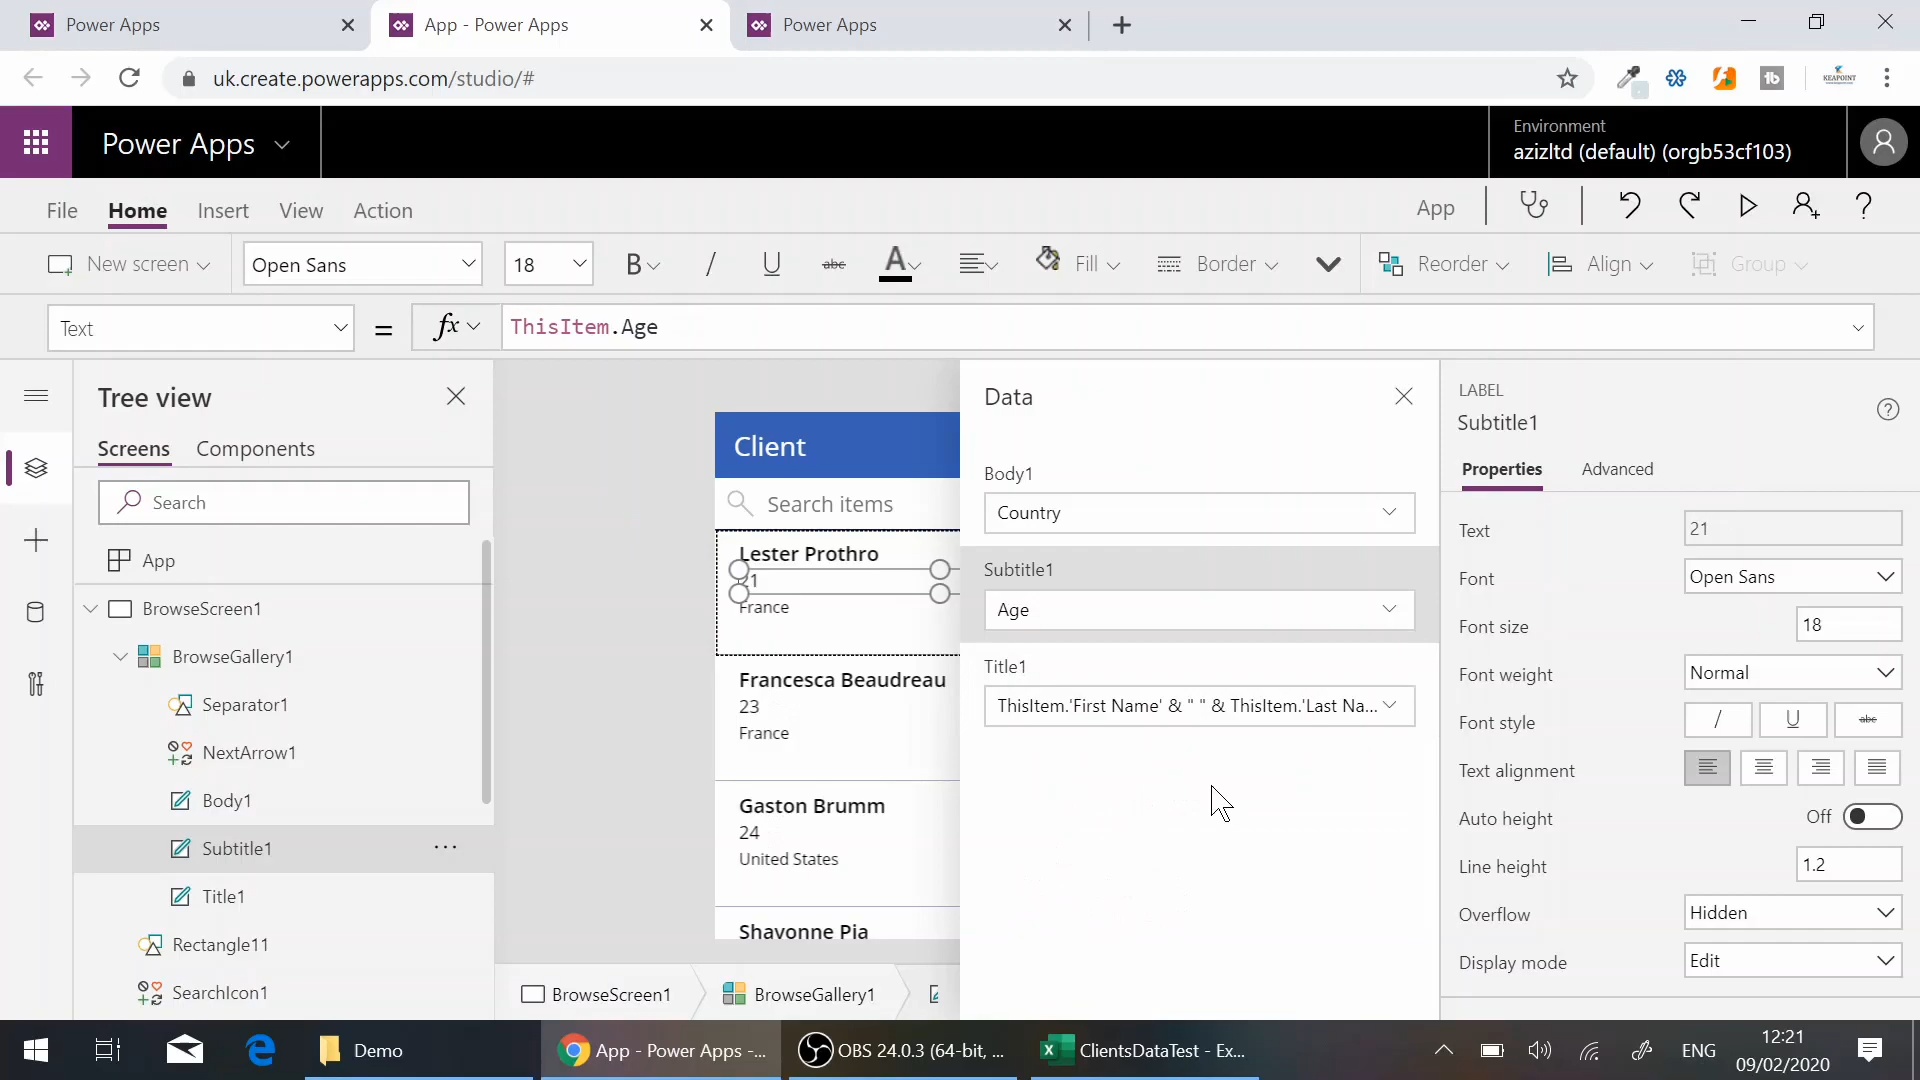 Power Apps
App - Power Apps
Power Apps
uk.create.powerapps.com/studio/#
KEAPOINT
Power Apps
Environment
azizltd (default) (orgb53cf103)
File Home Insert View Action
App
New screen
Open Sans
18
B
/
U
abc
A
Fill
Border
Reorder
Align
Group
Text
=
fx
ThisItem.Age
Tree view
Screens Components
Search
App
BrowseScreen1
BrowseGallery1
Separator1
NextArrow1
Body1
Subtitle1
Title1
Rectangle11
SearchIcon1
Client
Search items
Lester Prothro
21
France
Francesca Beaudreau
23
France
Gaston Brumm
24
United States
Shavonne Pia
BrowseScreen1
BrowseGallery1
Data
Body1
Country
Subtitle1
Age
Title1
ThisItem.'First Name' & " " & ThisItem.'Last Na...
LABEL
Subtitle1
Properties Advanced
Text 21
Font Open Sans
Font size 18
Font weight Normal
Font style / U abc
Text alignment
Auto height Off
Line height 1.2
Overflow Hidden
Display mode Edit
Demo
App - Power Apps -...
OBS 24.0.3 (64-bit, ...
ClientsDataTest - Ex...
ENG
12:21
09/02/2020